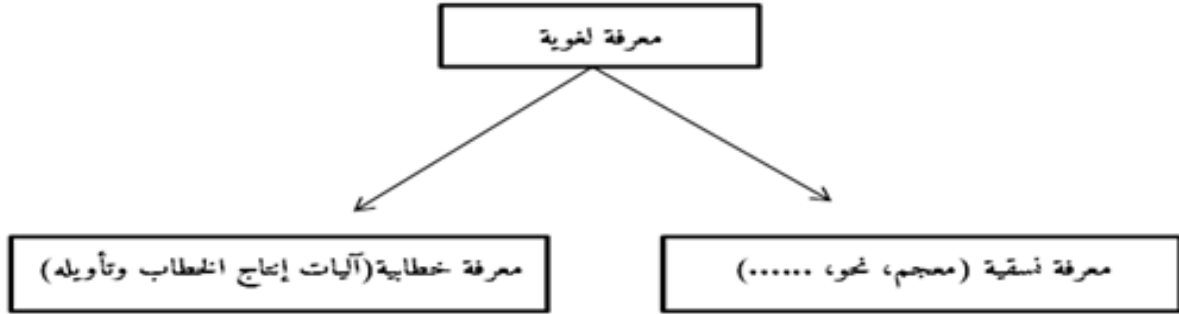 معرفة لغوية
معرفة نسقية (معجم، نحو، ......)
معرفة خطابية(آليات إنتاج الخطاب وتأويله)